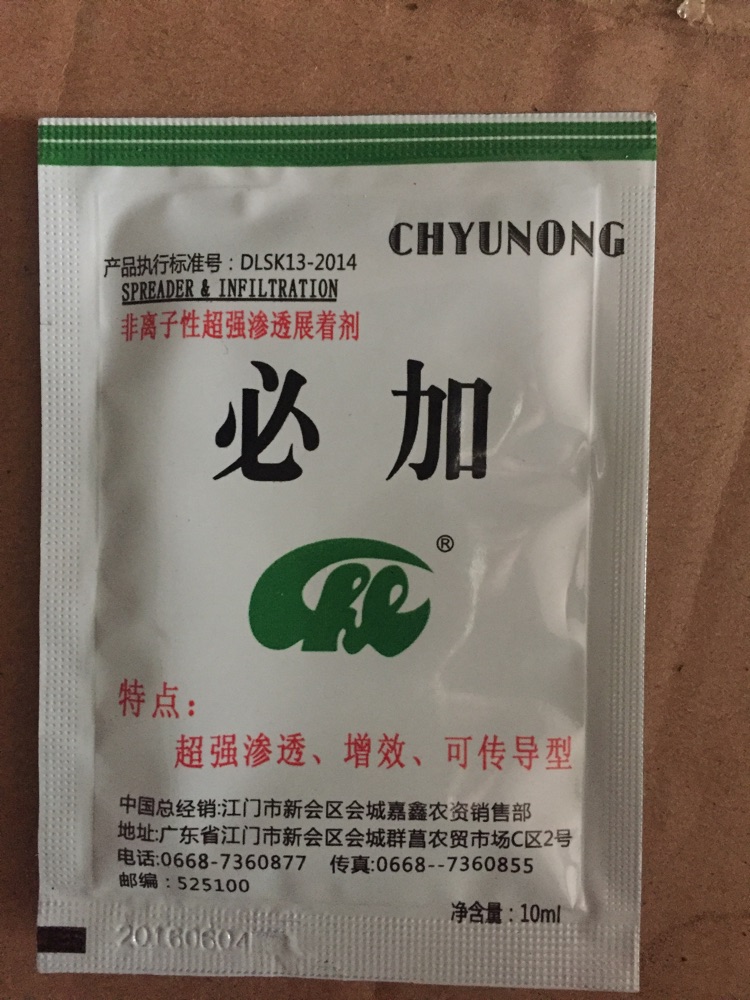 CHYUNONG
产品执行标准号：DLSK13-2014
SPREADER & INFILTRATION
非离子性超强渗透展着剂
必加
®
特点：
超强渗透、增效、可传导型
中国总经销:江门市新会区会城嘉鑫农资销售部
地址:广东省江门市新会区会城群菖农贸市场C区2号
电话:0668-7360877 传真:0668--7360855
邮编：525100
净含量：10ml
20160604